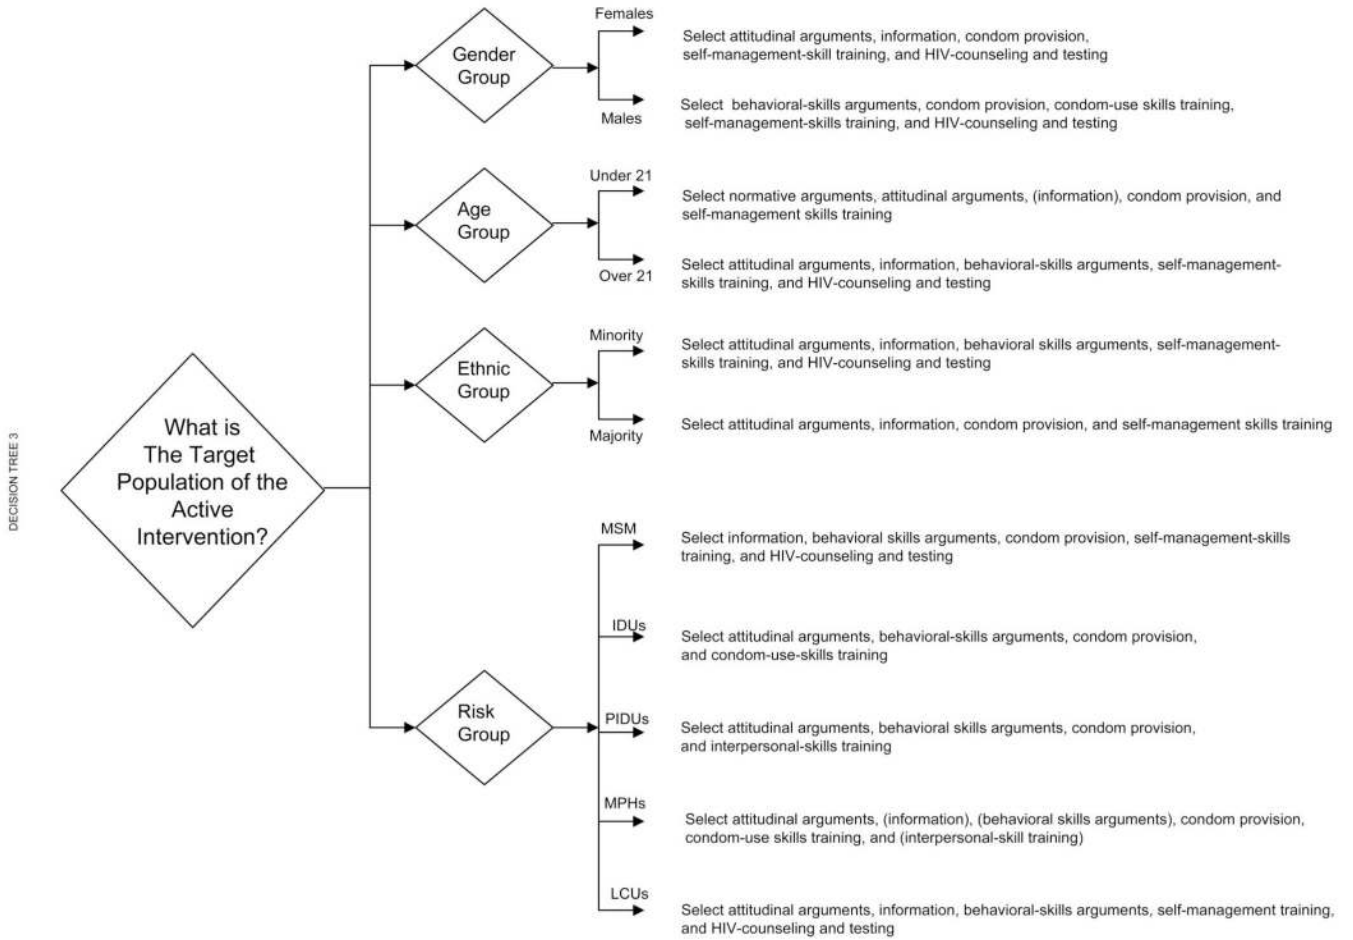 DECISION TREE 3
What is
The Target
Population of the
Active
Intervention?
Gender
Group
Females
Select attitudinal arguments, information, condom provision,
self-management-skill training, and HIV-counseling and testing
Males
Select behavioral-skills arguments, condom provision, condom-use skills training,
self-management-skills training, and HIV-counseling and testing
Age
Group
Under 21
Select normative arguments, attitudinal arguments, (information), condom provision, and
self-management skills training
Over 21
Select attitudinal arguments, information, behavioral-skills arguments, self-management-
skills training, and HIV-counseling and testing
Ethnic
Group
Minority
Select attitudinal arguments, information, behavioral skills arguments, self-management-
skills training, and HIV-counseling and testing
Majority
Select attitudinal arguments, information, condom provision, and self-management skills training
Risk
Group
MSM
Select information, behavioral skills arguments, condom provision, self-management-skills
training, and HIV-counseling and testing
IDUs
Select attitudinal arguments, behavioral-skills arguments, condom provision,
and condom-use-skills training
PIDUs
Select attitudinal arguments, behavioral skills arguments, condom provision,
and interpersonal-skills training
MPHs
Select attitudinal arguments, (information), (behavioral skills arguments), condom provision,
condom-use skills training, and (interpersonal-skill training)
LCUs
Select attitudinal arguments, information, behavioral-skills arguments, self-management training,
and HIV-counseling and testing